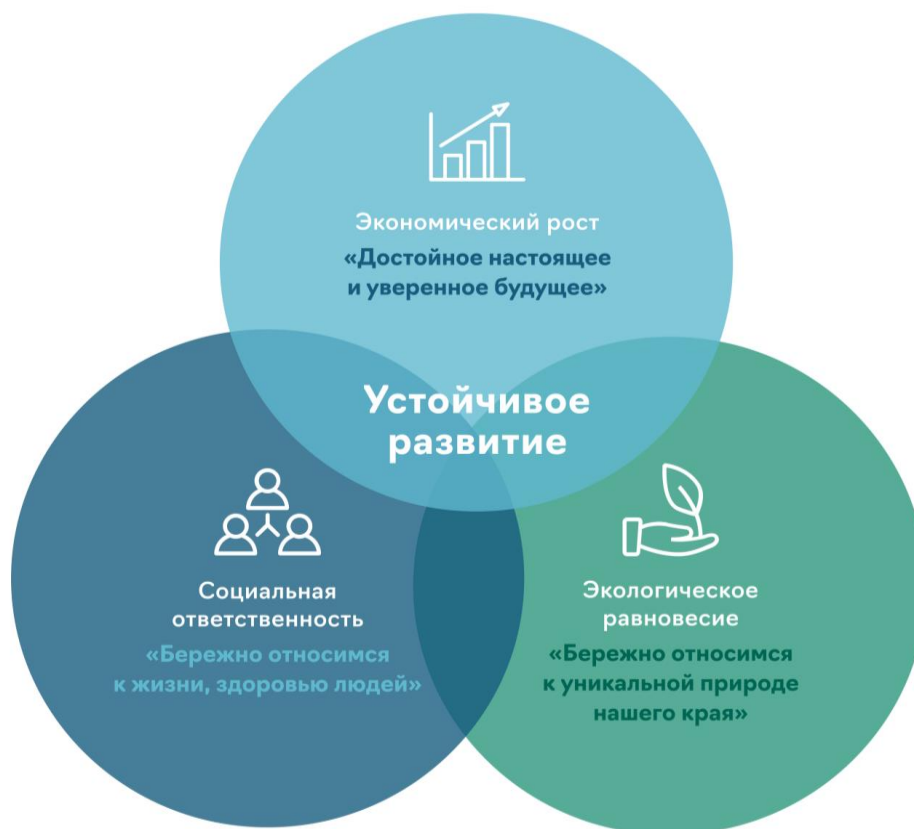 Экономический рост
«Достойное настоящее
и уверенное будущее»
Устойчивое
развитие
Социальная
ответственность
«Бережно относимся
к жизни, здоровью людей»
Экологическое
равновесие
«Бережно относимся
к уникальной природе
нашего края»